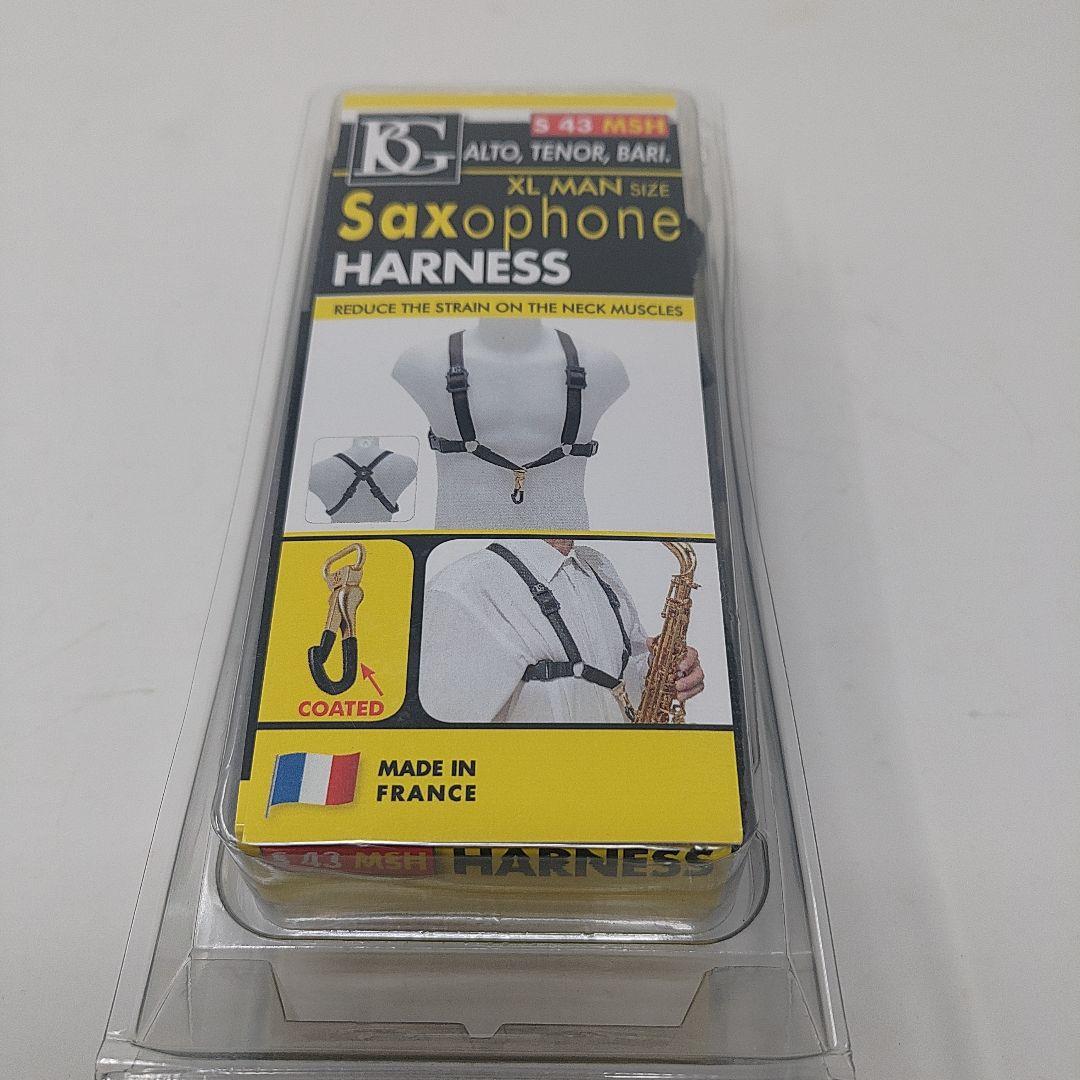 BG
S 43 MSH
ALTO, TENOR, BARI.
XL MAN SIZE
Saxophone
HARNESS
REDUCE THE STRAIN ON THE NECK MUSCLES
COATED
MADE IN
FRANCE
S 43 MSH HARNESS